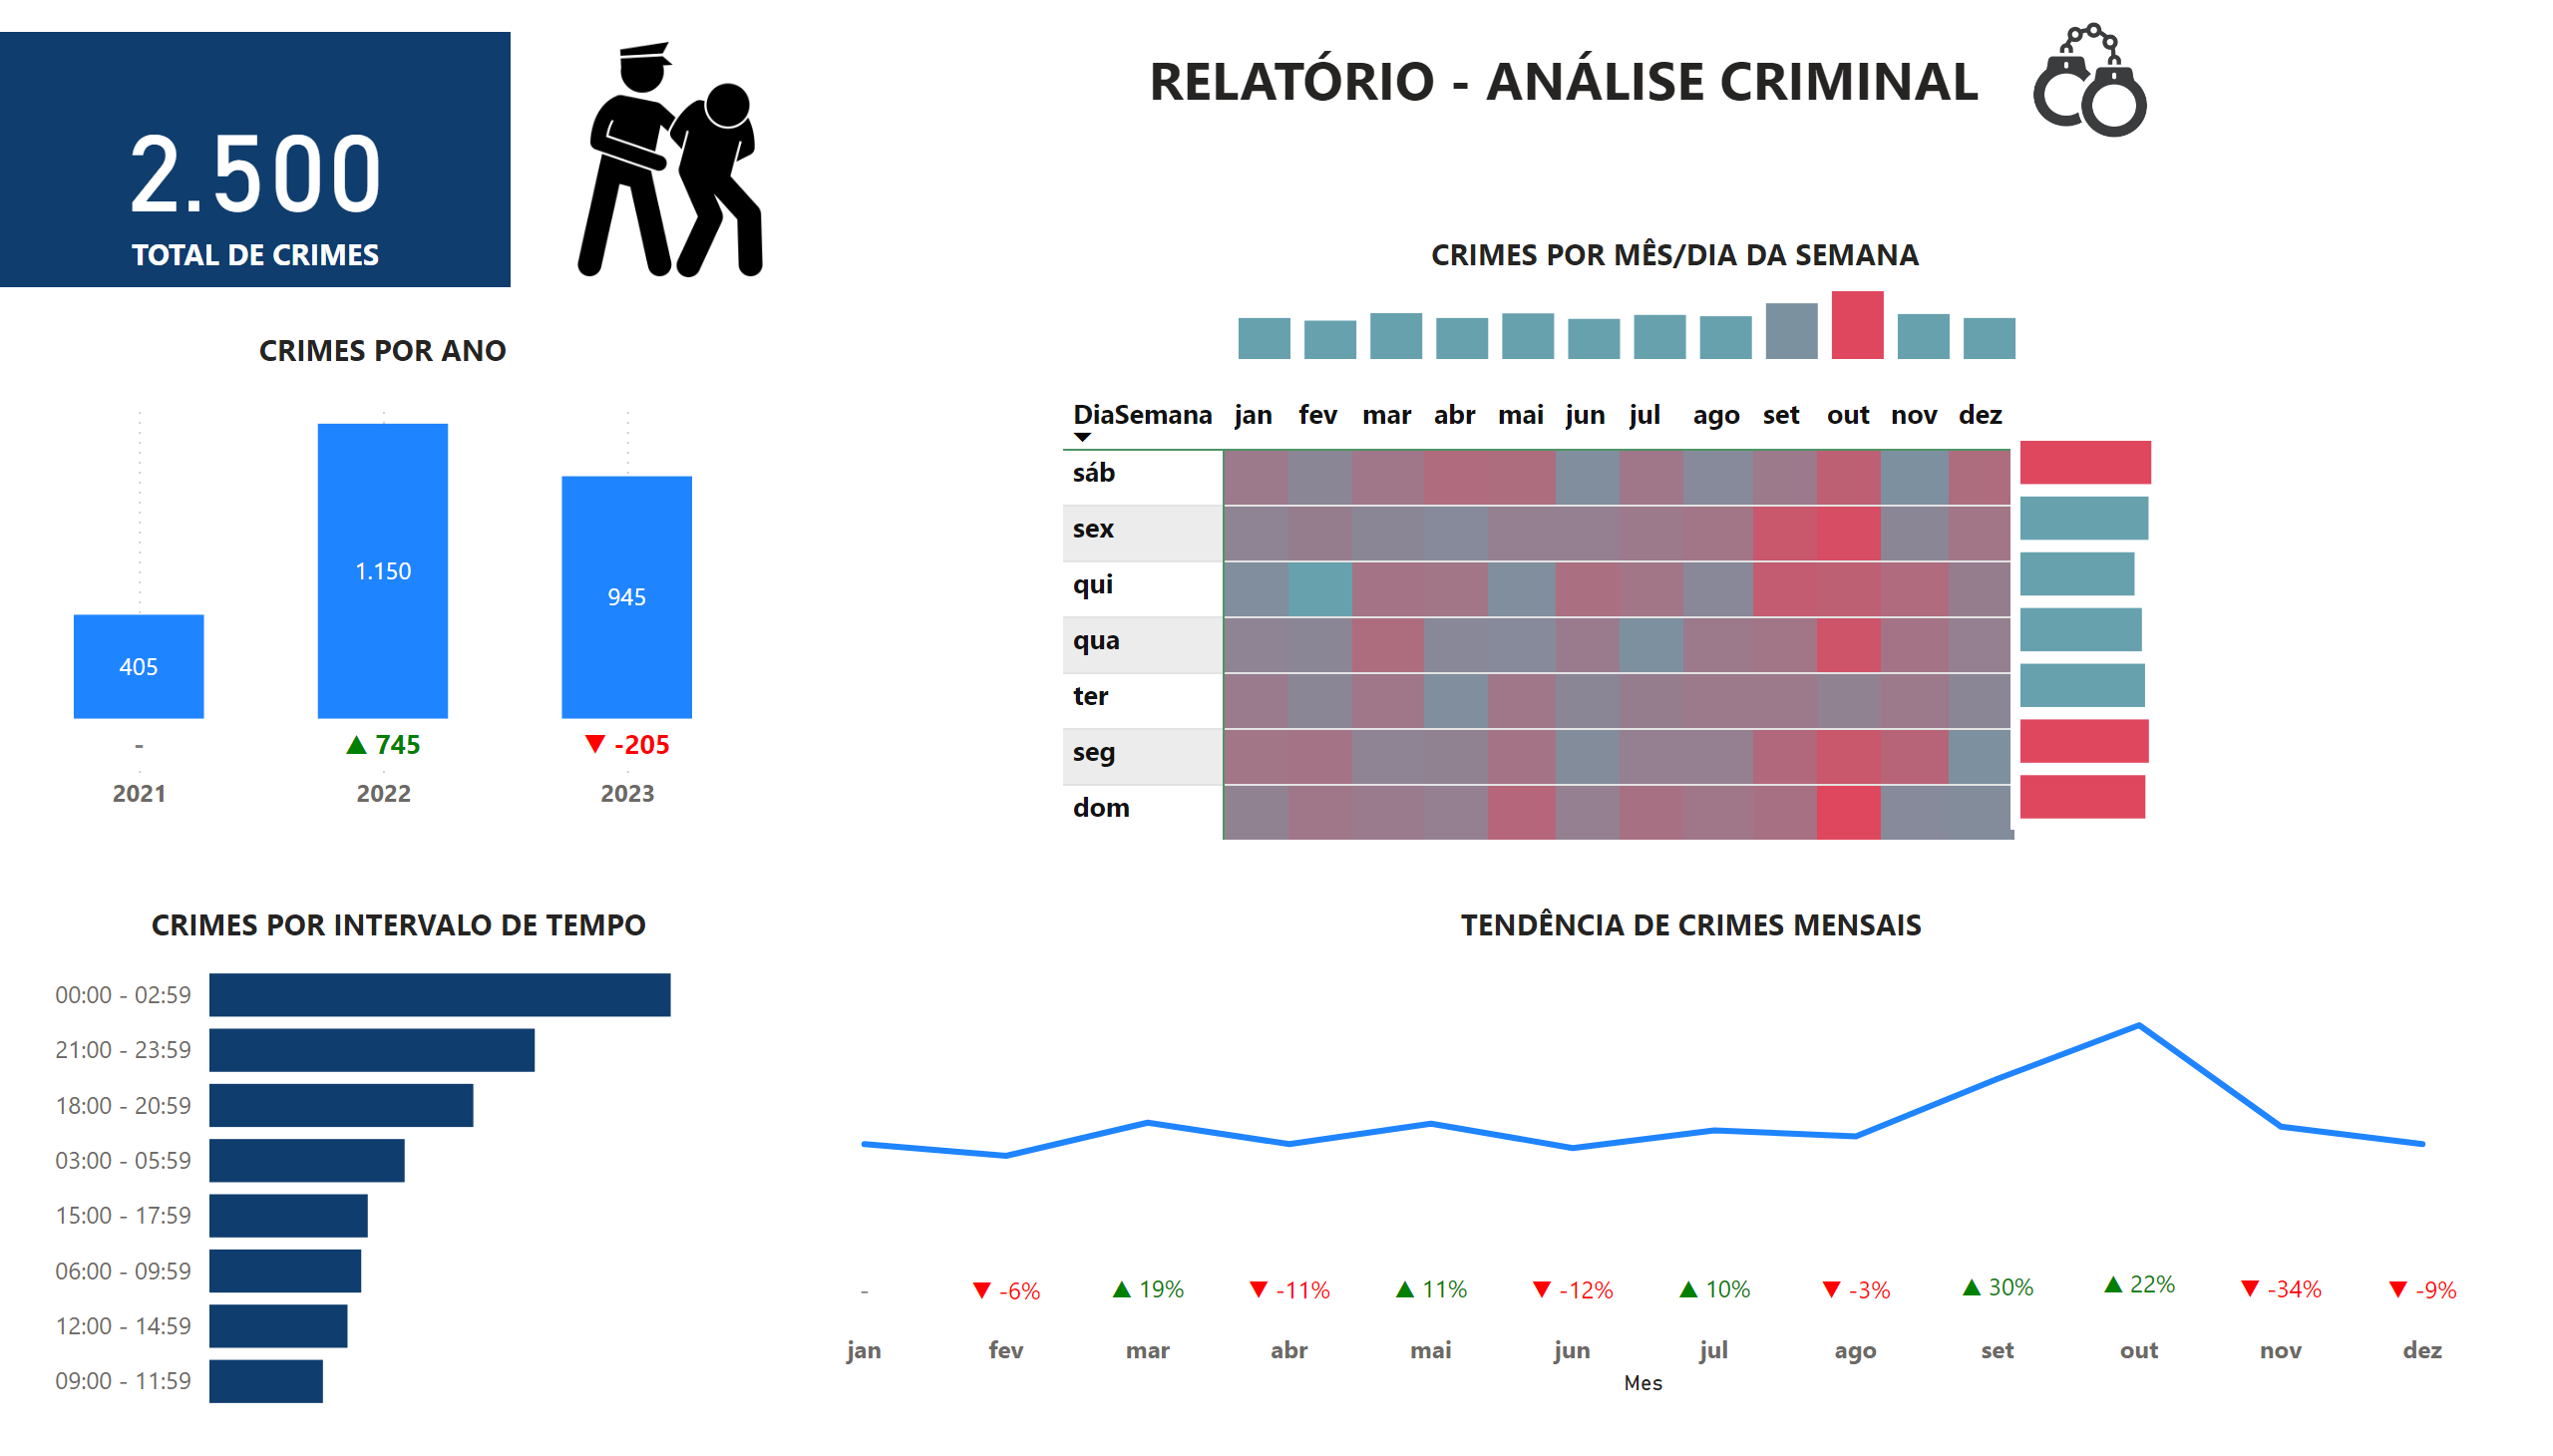 RELATÓRIO - ANÁLISE CRIMINAL
2.500
TOTAL DE CRIMES
CRIMES POR ANO
405
1.150
945
- ▲ 745 ▼ -205
2021 2022 2023
CRIMES POR MÊS/DIA DA SEMANA
DiaSemana jan fev mar abr mai jun jul ago set out nov dez
sáb
sex
qui
qua
ter
seg
dom
CRIMES POR INTERVALO DE TEMPO
00:00 - 02:59
21:00 - 23:59
18:00 - 20:59
03:00 - 05:59
15:00 - 17:59
06:00 - 09:59
12:00 - 14:59
09:00 - 11:59
TENDÊNCIA DE CRIMES MENSAIS
- ▼ -6% ▲ 19% ▼ -11% ▲ 11% ▼ -12% ▲ 10% ▼ -3% ▲ 30% ▲ 22% ▼ -34% ▼ -9%
jan fev mar abr mai jun jul ago set out nov dez
Mes